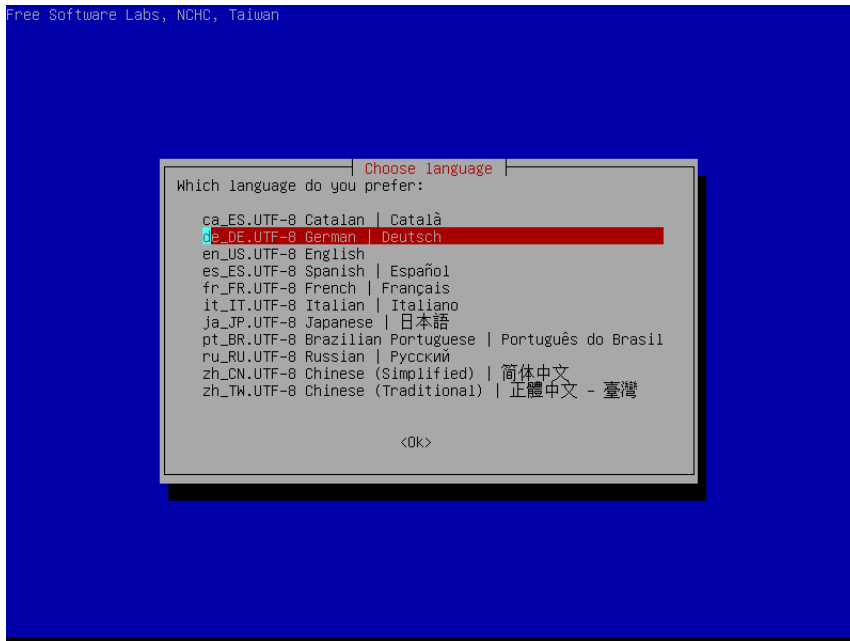 Free Software Labs, NCHC, Taiwan
Choose language
Which language do you prefer:
ca_ES.UTF-8 Catalan | Català
de_DE.UTF-8 German | Deutsch
en_US.UTF-8 English
es_ES.UTF-8 Spanish | Español
fr_FR.UTF-8 French | Français
it_IT.UTF-8 Italian | Italiano
ja_JP.UTF-8 Japanese | 日本語
pt_BR.UTF-8 Brazilian Portuguese | Português do Brasil
ru_RU.UTF-8 Russian | Русский
zh_CN.UTF-8 Chinese (Simplified) | 简体中文
zh_TW.UTF-8 Chinese (Traditional) | 正體中文 - 臺灣
<Ok>